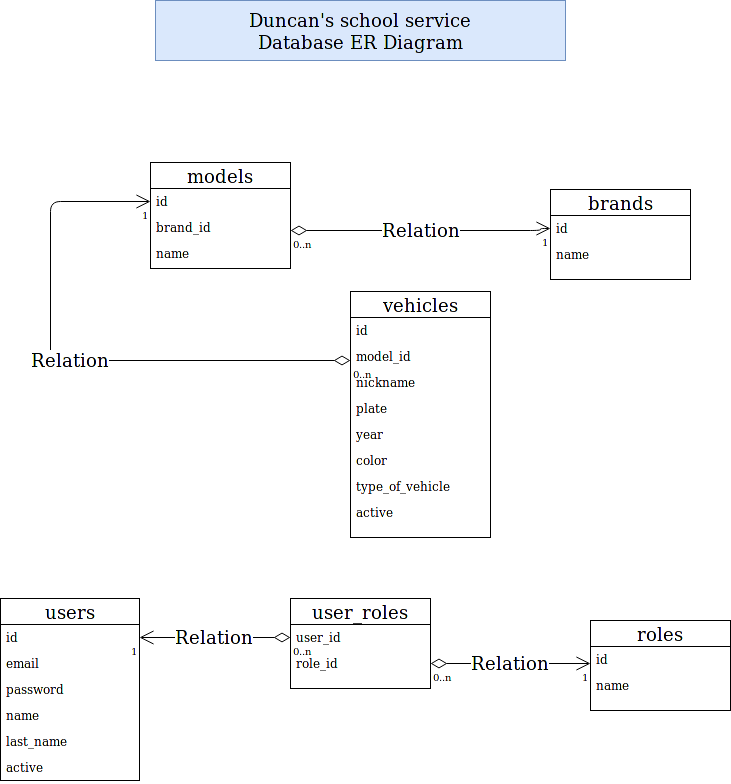 Duncan's school service
Database ER Diagram
models
id
1
brand_id
name
0..n
Relation
brands
id
1
name
vehicles
id
model_id
0..n
nickname
plate
year
color
type_of_vehicle
active
Relation
users
id
1
email
password
name
last_name
active
Relation
user_roles
user_id
0..n
role_id
0..n
Relation
roles
id
1
name